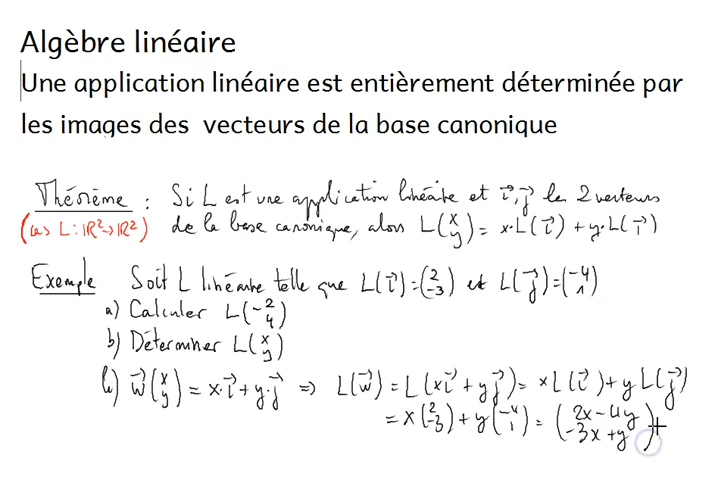 Algèbre linéaire
Une application linéaire est entièrement déterminée par
les images des vecteurs de la base canonique
Théorème : Si L est une application linéaire et i⃗, j⃗ les 2 vecteurs
(cas L : ℝ² → ℝ²) de la base canonique, alors L(x y) = x·L(i⃗) + y·L(i⃗)
Exemple Soit L linéaire telle que L(i⃗) = (2 -3) et L(j⃗) = (-4 1)
a) Calculer L(-2 4)
b) Déterminer L(x y)
b) w⃗(x y) = x·i⃗ + y·j⃗ ⇒ L(w⃗) = L(xi⃗ + yj⃗) = xL(i⃗) + yL(j⃗)
= x(2 -3) + y(-4 1) = (2x - 4y -3x + y)